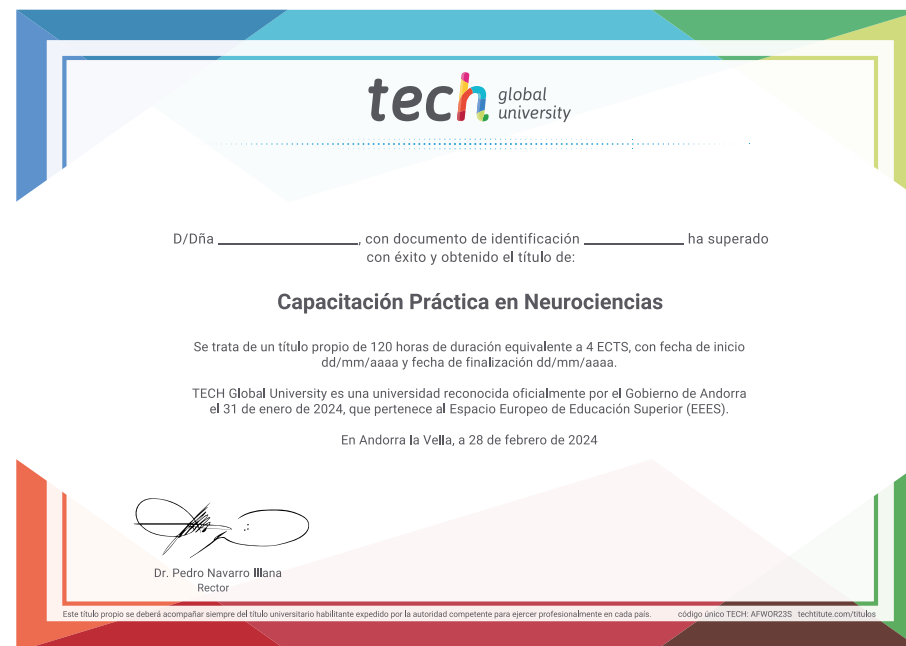 tech global university
D/Dña ____________, con documento de identificación ____________ ha superado
con éxito y obtenido el título de:
Capacitación Práctica en Neurociencias
Se trata de un título propio de 120 horas de duración equivalente a 4 ECTS, con fecha de inicio
dd/mm/aaaa y fecha de finalización dd/mm/aaaa.
TECH Global University es una universidad reconocida oficialmente por el Gobierno de Andorra
el 31 de enero de 2024, que pertenece al Espacio Europeo de Educación Superior (EEES).
En Andorra la Vella, a 28 de febrero de 2024
Dr. Pedro Navarro Illana
Rector
Este título propio se deberá acompañar siempre del título universitario habilitante expedido por la autoridad competente para ejercer profesionalmente en cada país. código único TECH: AFWOR23S techtitute.com/titulos